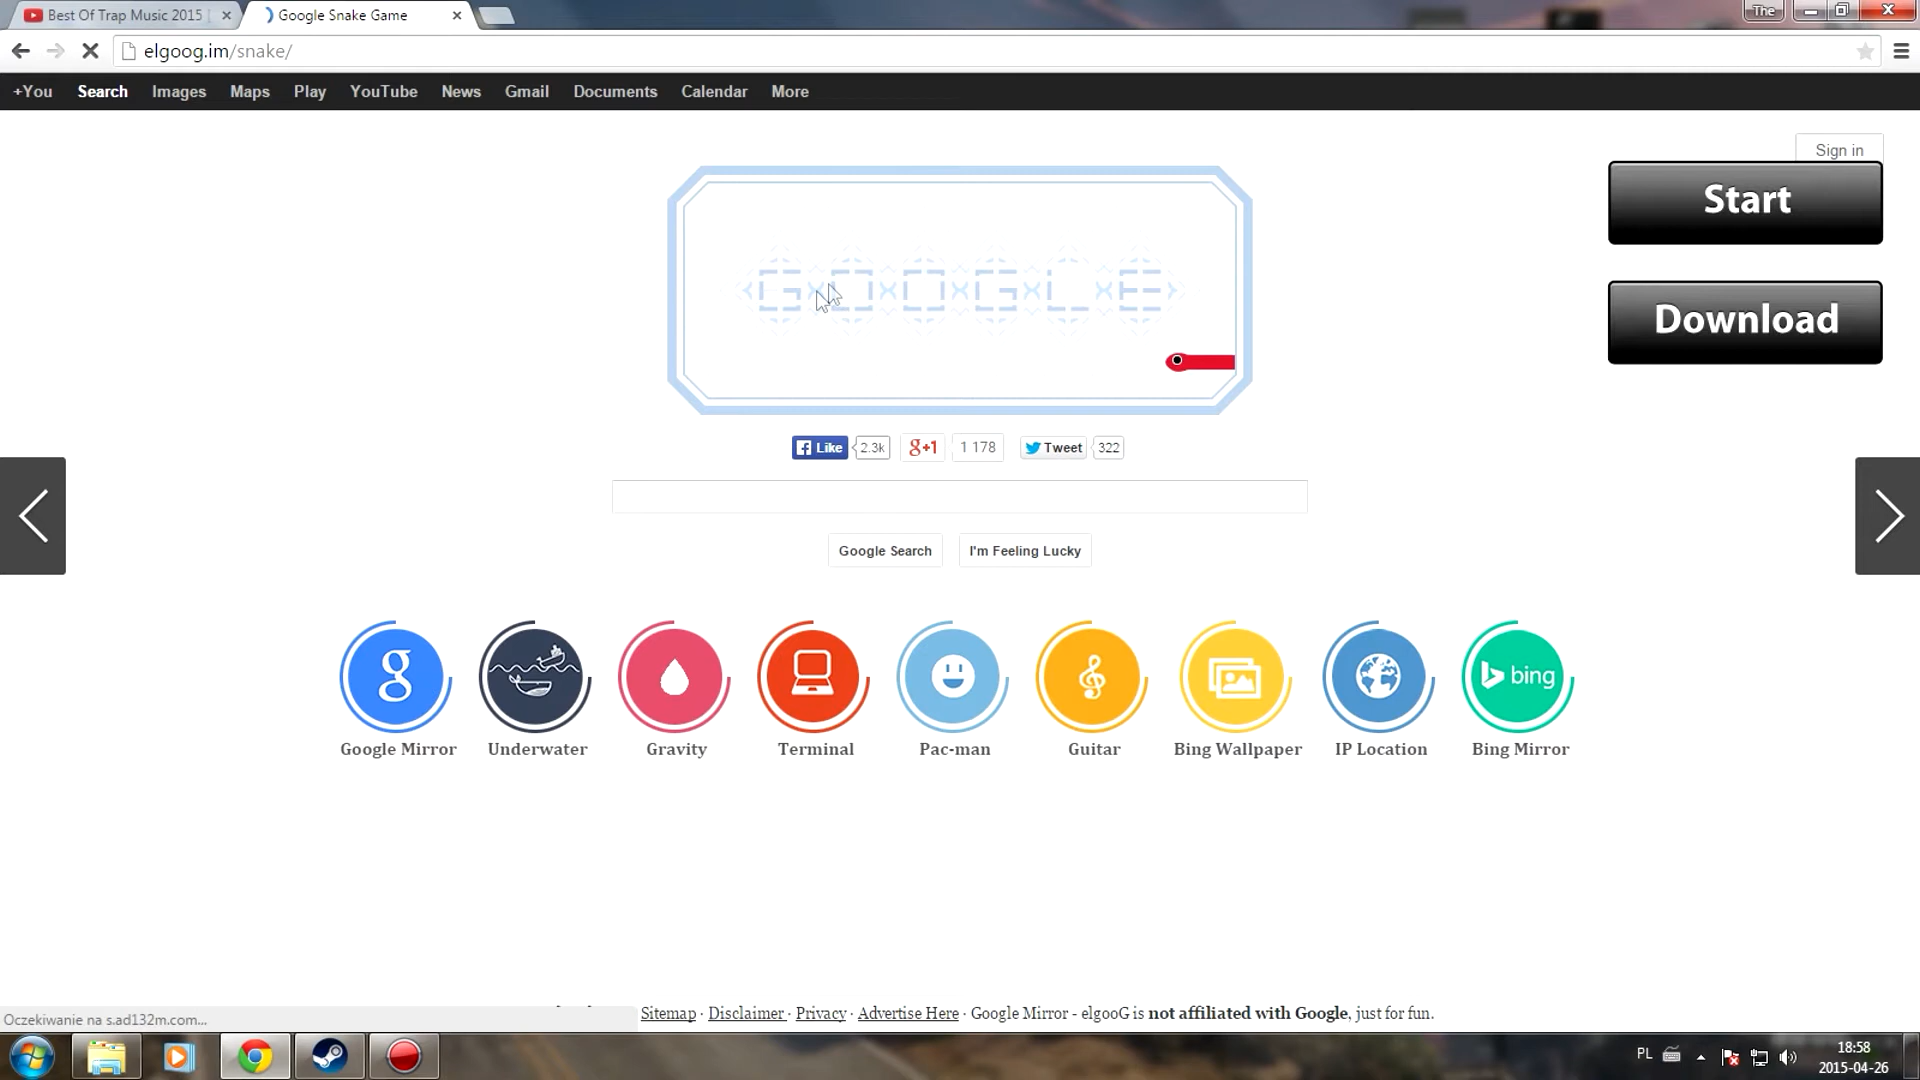 Best Of Trap Music 2015
Google Snake Game
The
elgoog.im/snake/
+You Search Images Maps Play YouTube News Gmail Documents Calendar More
Sign in
Start
Download
GOOGLE
Like 2.3k g+1 1 178 Tweet 322
Google Search I'm Feeling Lucky
g bing
Google Mirror Underwater Gravity Terminal Pac-man Guitar Bing Wallpaper IP Location Bing Mirror
Sitemap · Disclaimer · Privacy · Advertise Here · Google Mirror - elgooG is not affiliated with Google, just for fun.
Oczekiwanie na s.ad132m.com...
PL
18:58
2015-04-26